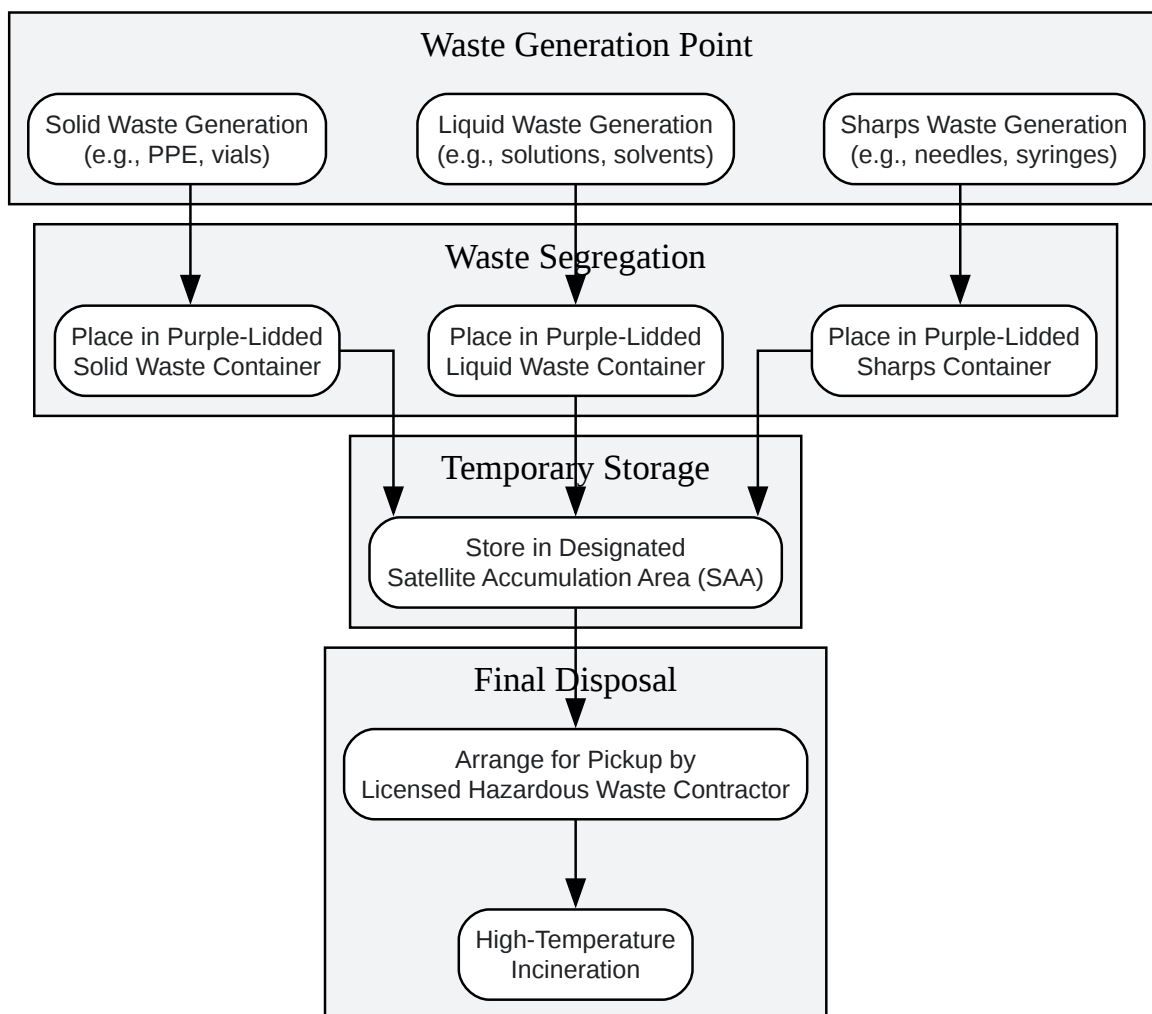 Waste Generation Point
Solid Waste Generation
(e.g., PPE, vials)
Liquid Waste Generation
(e.g., solutions, solvents)
Sharps Waste Generation
(e.g., needles, syringes)
Waste Segregation
Place in Purple-Lidded
Solid Waste Container
Place in Purple-Lidded
Liquid Waste Container
Place in Purple-Lidded
Sharps Container
Temporary Storage
Store in Designated
Satellite Accumulation Area (SAA)
Final Disposal
Arrange for Pickup by
Licensed Hazardous Waste Contractor
High-Temperature
Incineration